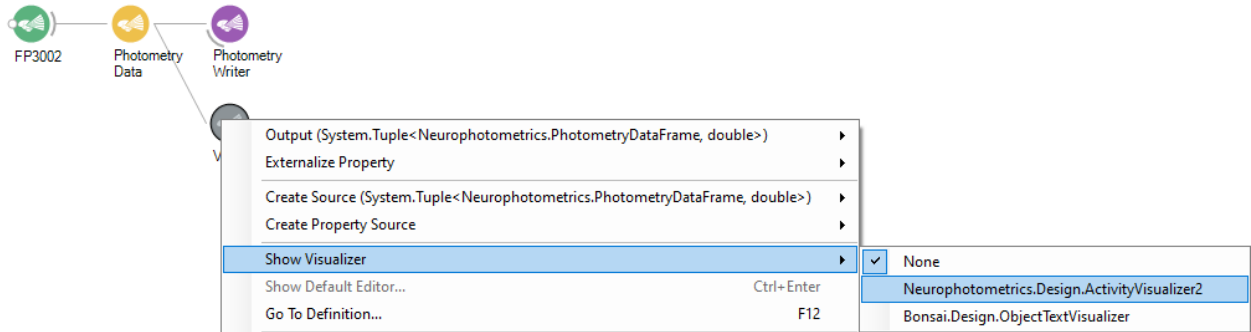 FP3002
Photometry
Data
Photometry
Writer
Output (System.Tuple<Neurophotometrics.PhotometryDataFrame, double>)
Externalize Property
Create Source (System.Tuple<Neurophotometrics.PhotometryDataFrame, double>)
Create Property Source
Show Visualizer
None
Show Default Editor... Ctrl+Enter
Neurophotometrics.Design.ActivityVisualizer2
Go To Definition... F12
Bonsai.Design.ObjectTextVisualizer